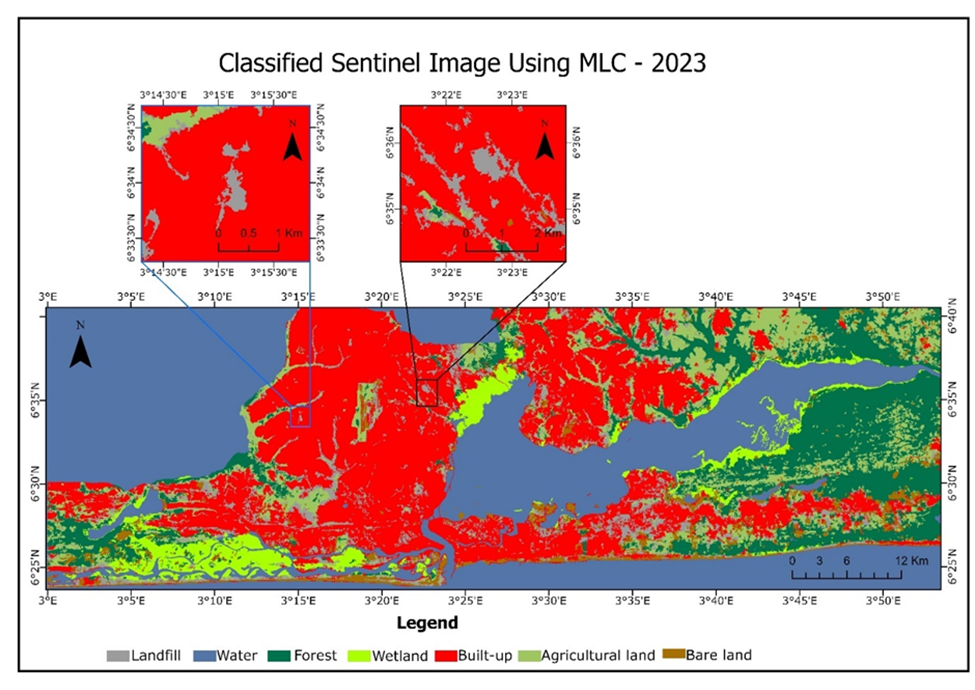 Classified Sentinel Image Using MLC - 2023
3°14'30"E 3°15'E 3°15'30"E
3°22'E 3°23'E
6°34'30"N
6°34'N
6°33'30"N
N
0 0.5 1 Km
6°34'30"N
6°34'N
6°33'30"N
3°14'30"E 3°15'E 3°15'30"E
6°36'N
6°35'N
N
0 1 2 Km
6°36'N
6°35'N
3°22'E 3°23'E
3°E 3°5'E 3°10'E 3°15'E 3°20'E 3°25'E 3°30'E 3°35'E 3°40'E 3°45'E 3°50'E
N
6°35'N
6°30'N
6°25'N
6°40'N
6°35'N
6°30'N
6°25'N
0 3 6 12 Km
3°E 3°5'E 3°10'E 3°15'E 3°20'E 3°25'E 3°30'E 3°35'E 3°40'E 3°45'E 3°50'E
Legend
Landfill Water Forest Wetland Built-up Agricultural land Bare land